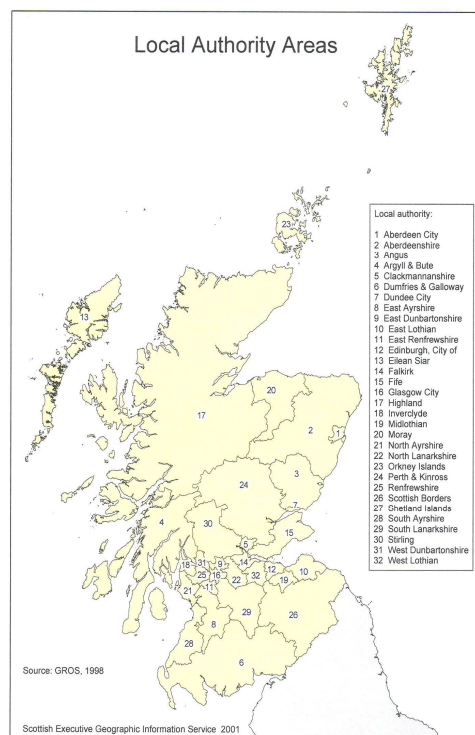 Local Authority Areas
27
23
Local authority:
1 Aberdeen City
2 Aberdeenshire
3 Angus
4 Argyll & Bute
5 Clackmannanshire
6 Dumfries & Galloway
7 Dundee City
8 East Ayrshire
9 East Dunbartonshire
10 East Lothian
11 East Renfrewshire
12 Edinburgh, City of
13 Eilean Siar
14 Falkirk
15 Fife
16 Glasgow City
17 Highland
18 Inverclyde
19 Midlothian
20 Moray
21 North Ayrshire
22 North Lanarkshire
23 Orkney Islands
24 Perth & Kinross
25 Renfrewshire
26 Scottish Borders
27 Shetland Islands
28 South Ayrshire
29 South Lanarkshire
30 Stirling
31 West Dunbartonshire
32 West Lothian
13
20
17
2
1
3
24
7
4
30
15
5
14
18
31
9
12
10
25
16
22
32
19
11
21
8
29
26
28
6
Source: GROS, 1998
Scottish Executive Geographic Information Service 2001